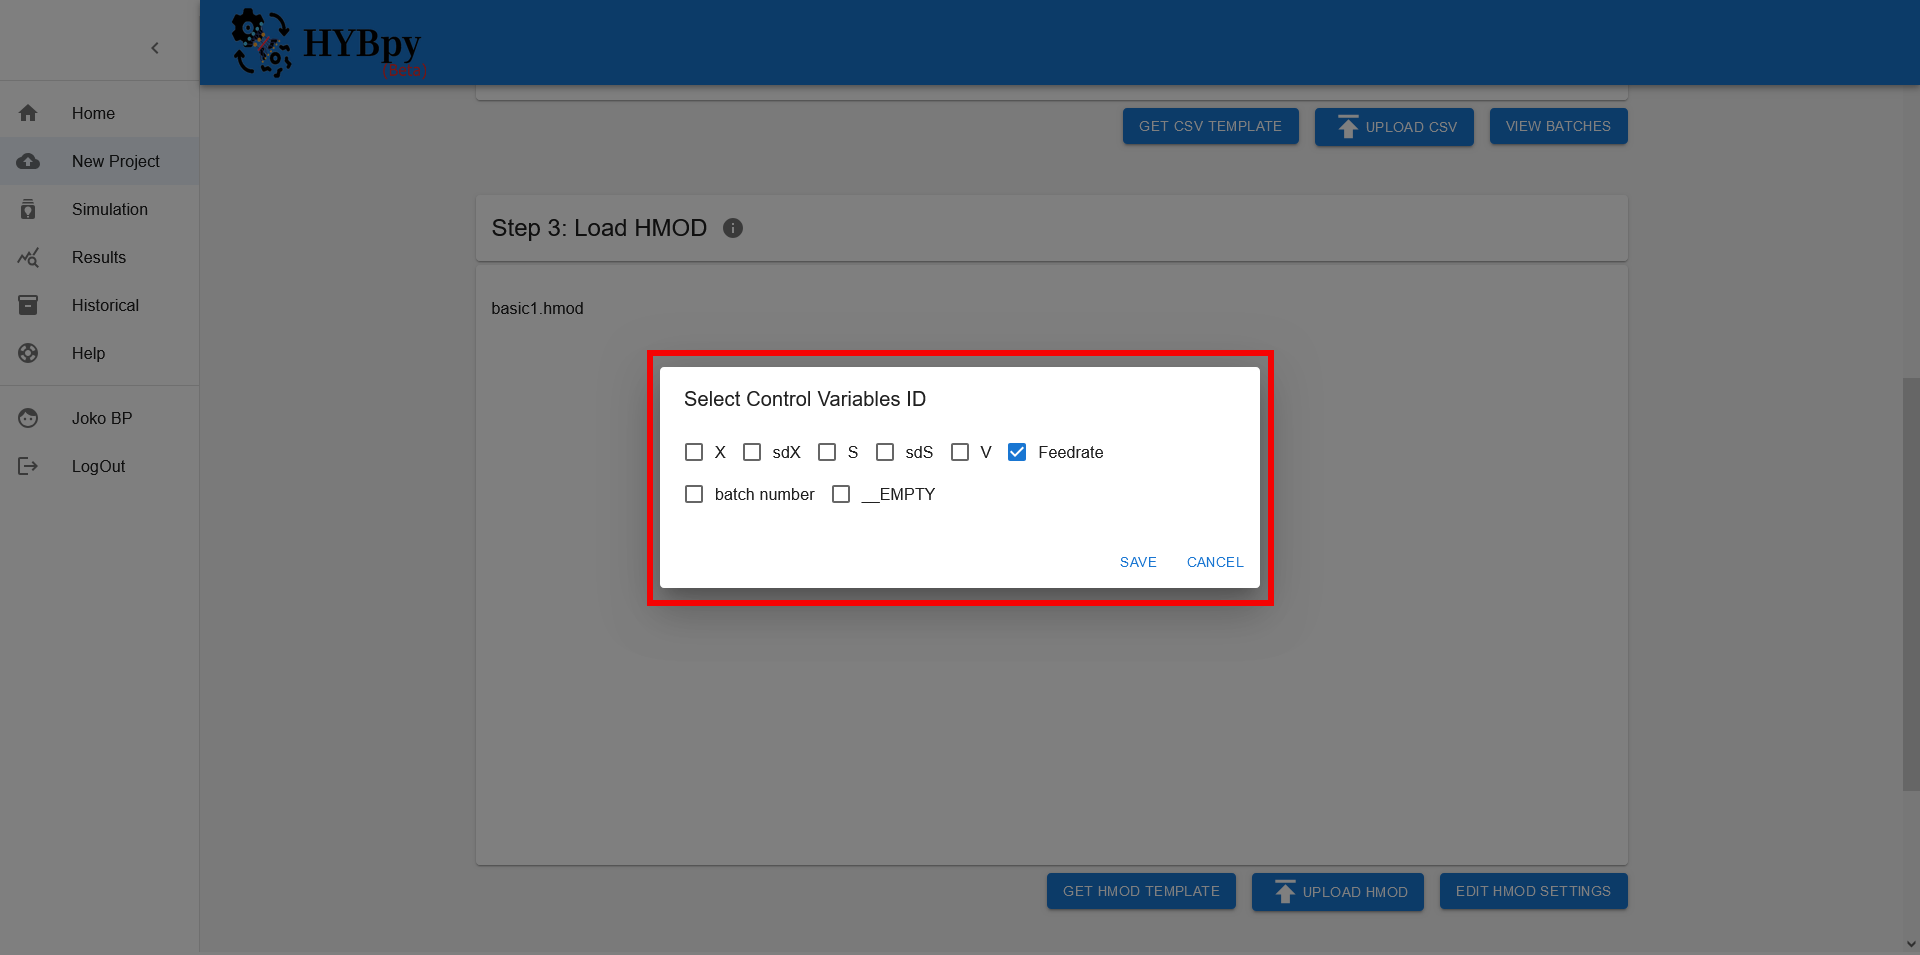 HYBpy
(Beta)
Home
New Project
Simulation
Results
Historical
Help
Joko BP
LogOut
GET CSV TEMPLATE
UPLOAD CSV
VIEW BATCHES
Step 3: Load HMOD
basic1.hmod
Select Control Variables ID
X sdX S sdS V Feedrate
batch number __EMPTY
SAVE CANCEL
GET HMOD TEMPLATE
UPLOAD HMOD
EDIT HMOD SETTINGS